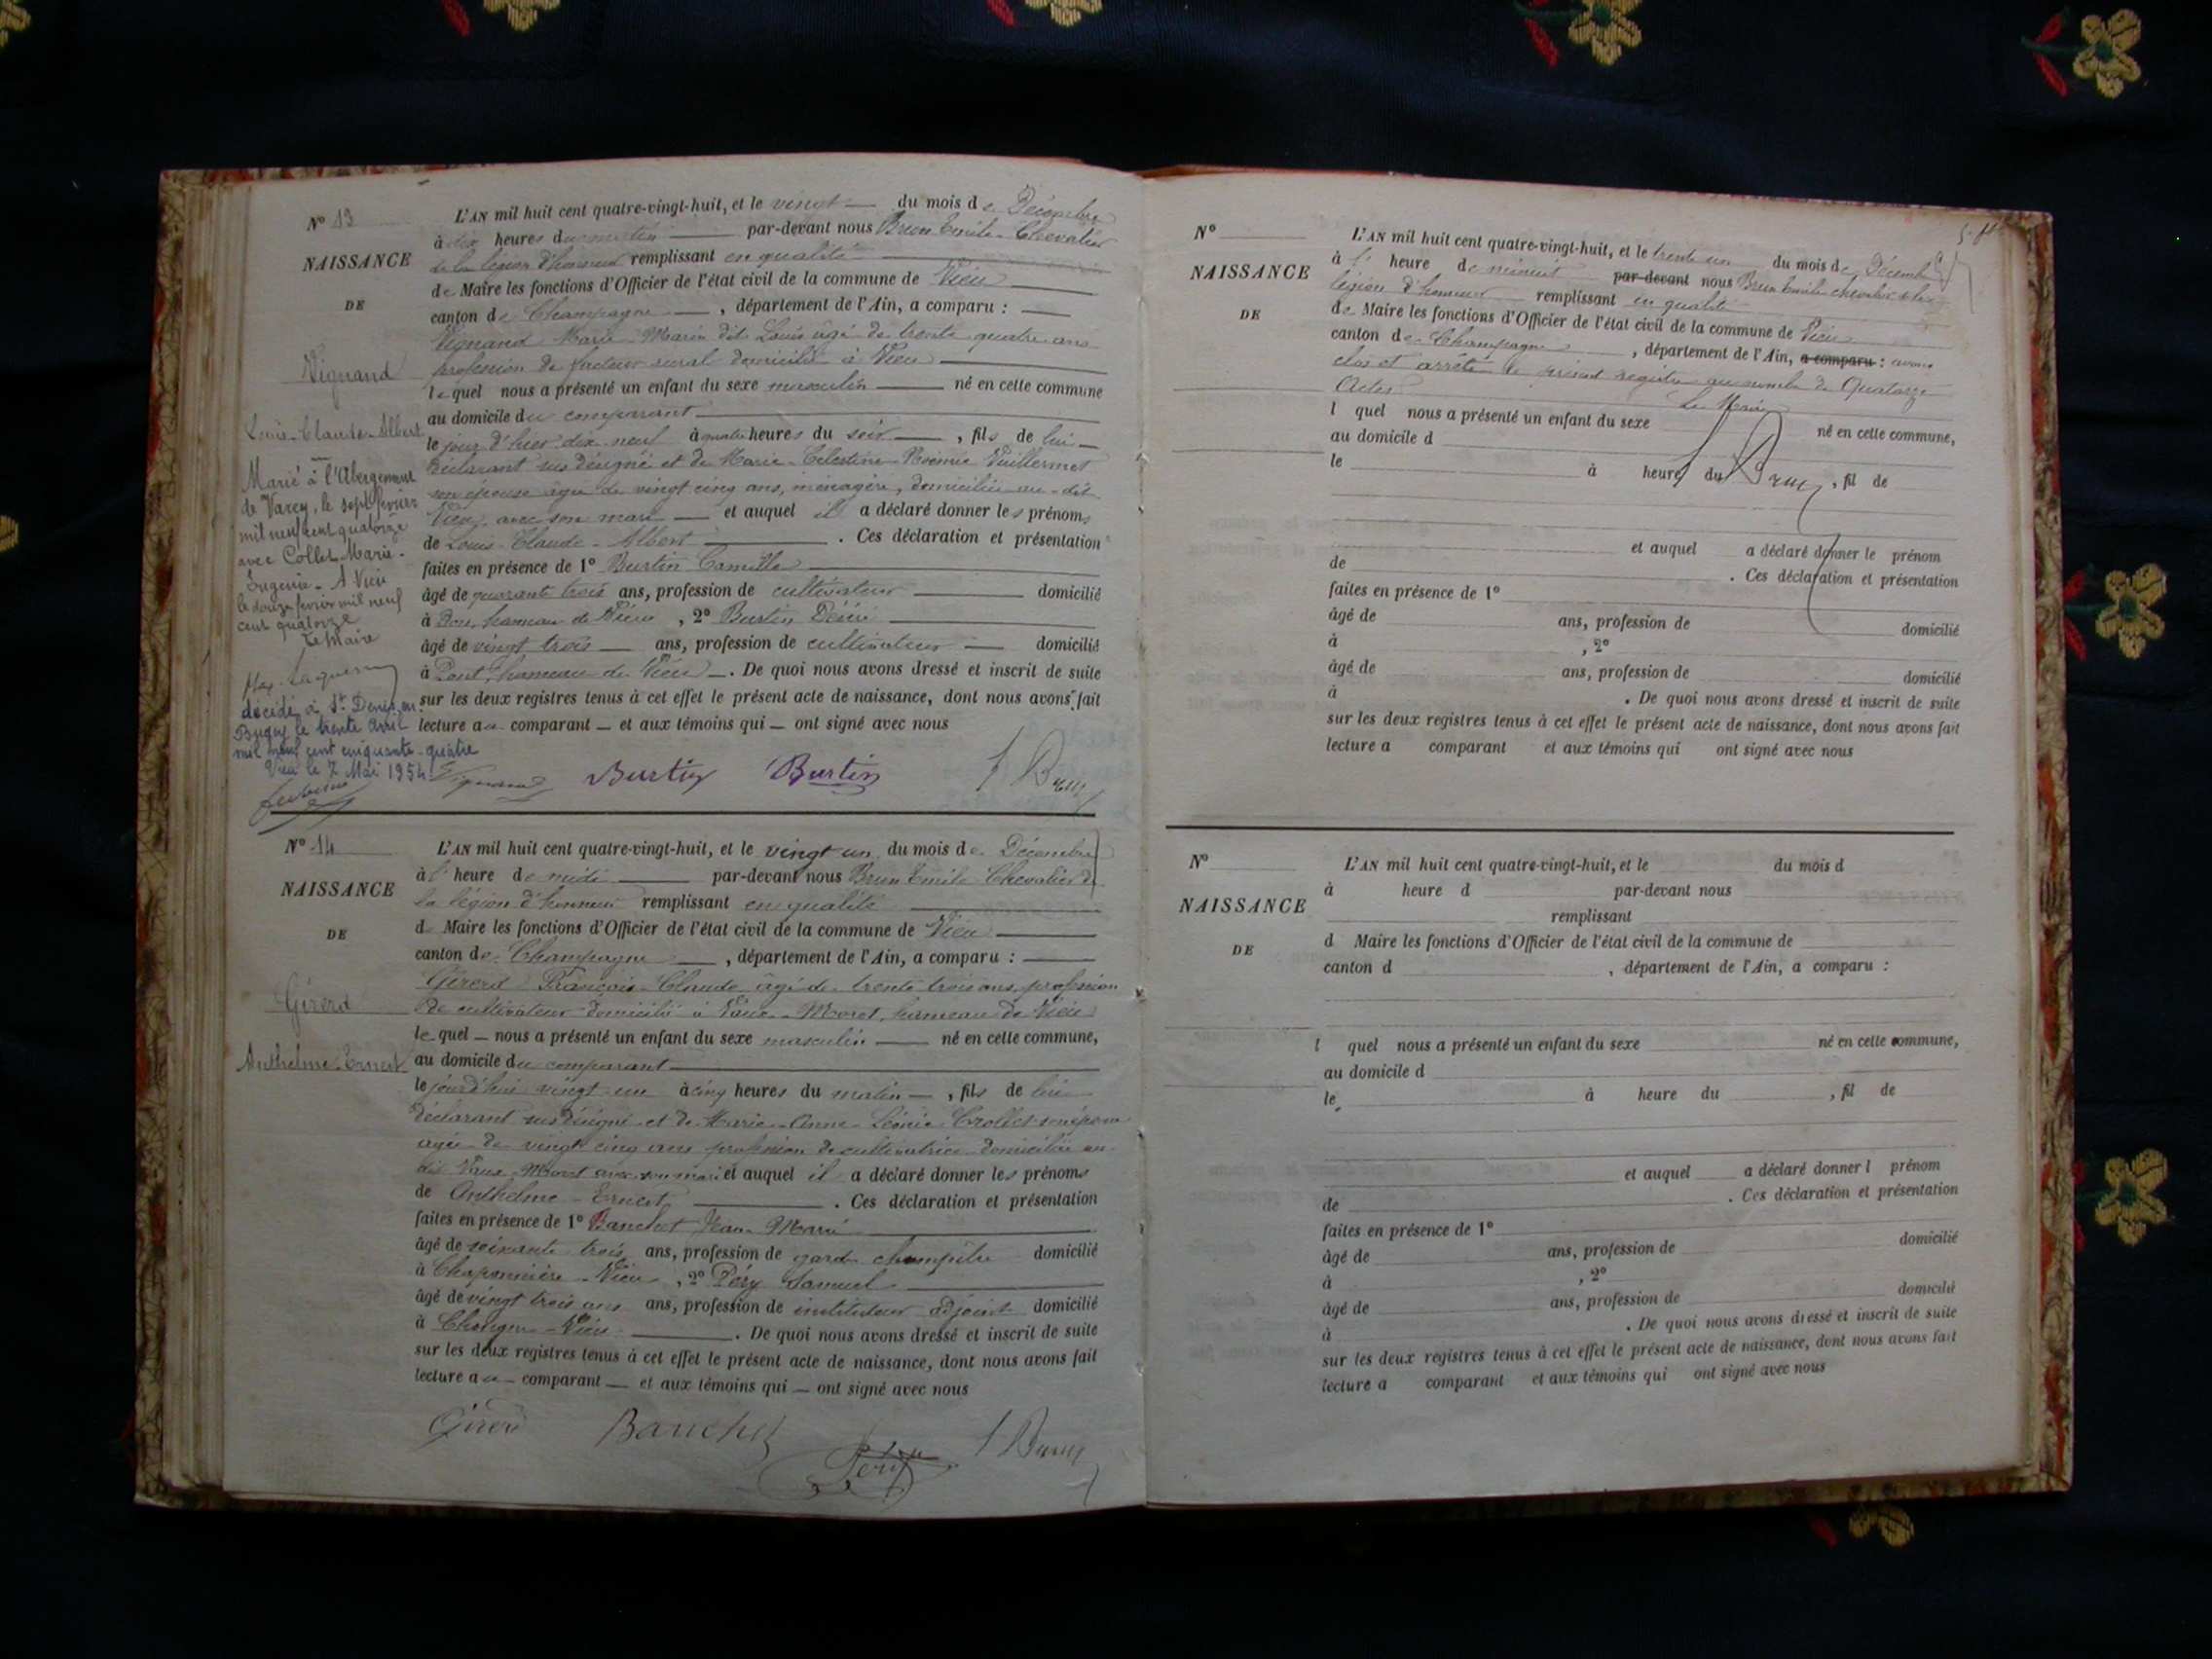 N° 13
NAISSANCE
DE
Vignand
Louis-Claude-Albert
Marié à l'Abergement
de Varey, le sept février
mil neuf cent quatorze
avec Collet Marie-
Eugenie - A Vieu
le douze février mil neuf
cent quatorze
Le Maire
décédé à St Denis en
Bugey le trente avril
mil neuf cent cinquante-quatre
Vieu le 7 Mai 1954
L'AN mil huit cent quatre-vingt-huit, et le vingt du mois de Décembre
à dix heures du matin par-devant nous Brun Emile Chevalier
de la légion d'honneur remplissant en qualité
de Maire les fonctions d'Officier de l'état civil de la commune de Vieu
canton de Champagne, département de l'Ain, a comparu :
Vignand Marie Marin dit Louis âgé de trente quatre ans
profession de facteur rural domicilié à Vieu
lequel nous a présenté un enfant du sexe masculin né en cette commune
au domicile du comparant
le jour d'hier dix neuf à quatre heures du soir, fils de lui
déclarant sus désigné et de Marie-Célestine-Noémie Vuillermet
son épouse âgée de vingt cinq ans, ménagère, domiciliée au-dit
Vieu avec son mari et auquel il a déclaré donner les prénoms
de Louis-Claude-Albert. Ces déclaration et présentation
faites en présence de 1° Burtin Camille
âgé de quarante trois ans, profession de cultivateur domicilié
à hameau de Vieu, 2° Burtin Désiré
âgé de vingt trois ans, profession de cultivateur domicilié
à hameau de Vieu. De quoi nous avons dressé et inscrit de suite
sur les deux registres tenus à cet effet le présent acte de naissance, dont nous avons fait
lecture au comparant et aux témoins qui ont signé avec nous
Vignand Burtin Burtin Brun
N° 14
NAISSANCE
DE
Gérerd
Anthelme-Ernest
L'AN mil huit cent quatre-vingt-huit, et le vingt un du mois de Décembre
à l'heure de midi par-devant nous Brun Emile Chevalier de
la légion d'honneur remplissant en qualité
de Maire les fonctions d'Officier de l'état civil de la commune de Vieu
canton de Champagne, département de l'Ain, a comparu :
Gérerd François-Claude âgé de trente trois ans, profession
de cultivateur domicilié à Vaux-Moret, hameau de Vieu
lequel nous a présenté un enfant du sexe masculin né en cette commune,
au domicile du comparant
le jourd'hui vingt un à cinq heures du matin, fils de lui
déclarant sus désigné et de Marie-Anne-Léonie Crollet son épouse
agée de vingt cinq ans profession de cultivatrice domiciliée au
dit Vaux-Moret avec son mari et auquel il a déclaré donner les prénoms
de Anthelme-Ernest. Ces déclaration et présentation
faites en présence de 1° Banchet Jean-Marie
âgé de soixante trois ans, profession de garde champêtre domicilié
à Chaponnière-Vieu, 2° Péry Samuel
âgé de vingt trois ans ans, profession de instituteur adjoint domicilié
à Vieu. De quoi nous avons dressé et inscrit de suite
sur les deux registres tenus à cet effet le présent acte de naissance, dont nous avons fait
lecture au comparant et aux témoins qui ont signé avec nous
Gérerd Banchet Péry Brun
N°
NAISSANCE
DE
L'AN mil huit cent quatre-vingt-huit, et le trente un du mois de Décembre
à l'heure de minuit par-devant nous Brun Emile chevalier de la
légion d'honneur remplissant en qualité
de Maire les fonctions d'Officier de l'état civil de la commune de Vieu
canton de Champagne, département de l'Ain, a comparu : avons
clos et arrêté le présent registre au nombre de Quatorze
Actes
Le Maire
l quel nous a présenté un enfant du sexe né en cette commune,
au domicile d
le à heure du Brun, fil de
et auquel a déclaré donner le prénom
de . Ces déclaration et présentation
faites en présence de 1°
âgé de ans, profession de domicilié
à , 2°
âgé de ans, profession de domicilié
à . De quoi nous avons dressé et inscrit de suite
sur les deux registres tenus à cet effet le présent acte de naissance, dont nous avons fait
lecture a comparant et aux témoins qui ont signé avec nous
N°
NAISSANCE
DE
L'AN mil huit cent quatre-vingt-huit, et le du mois d
à heure d par-devant nous
remplissant
d Maire les fonctions d'Officier de l'état civil de la commune de
canton d , département de l'Ain, a comparu :
l quel nous a présenté un enfant du sexe né en cette commune,
au domicile d
le à heure du , fil de
et auquel a déclaré donner l prénom
de . Ces déclaration et présentation
faites en présence de 1°
âgé de ans, profession de domicilié
à , 2°
âgé de ans, profession de domicilié
à . De quoi nous avons dressé et inscrit de suite
sur les deux registres tenus à cet effet le présent acte de naissance, dont nous avons fait
lecture a comparant et aux témoins qui ont signé avec nous